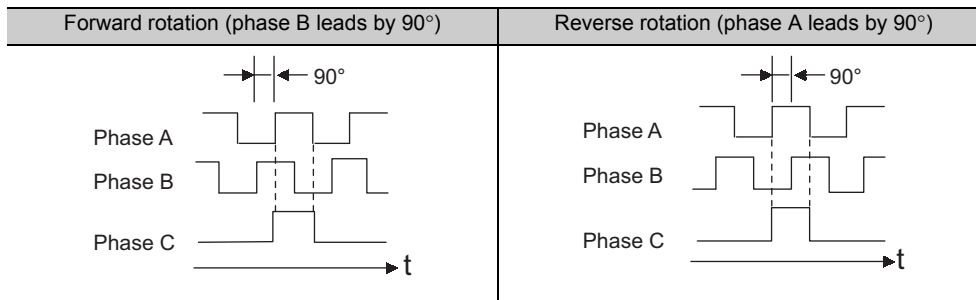 Forward rotation (phase B leads by 90°)
90°
Phase A
Phase B
Phase C
t
Reverse rotation (phase A leads by 90°)
90°
Phase A
Phase B
Phase C
t